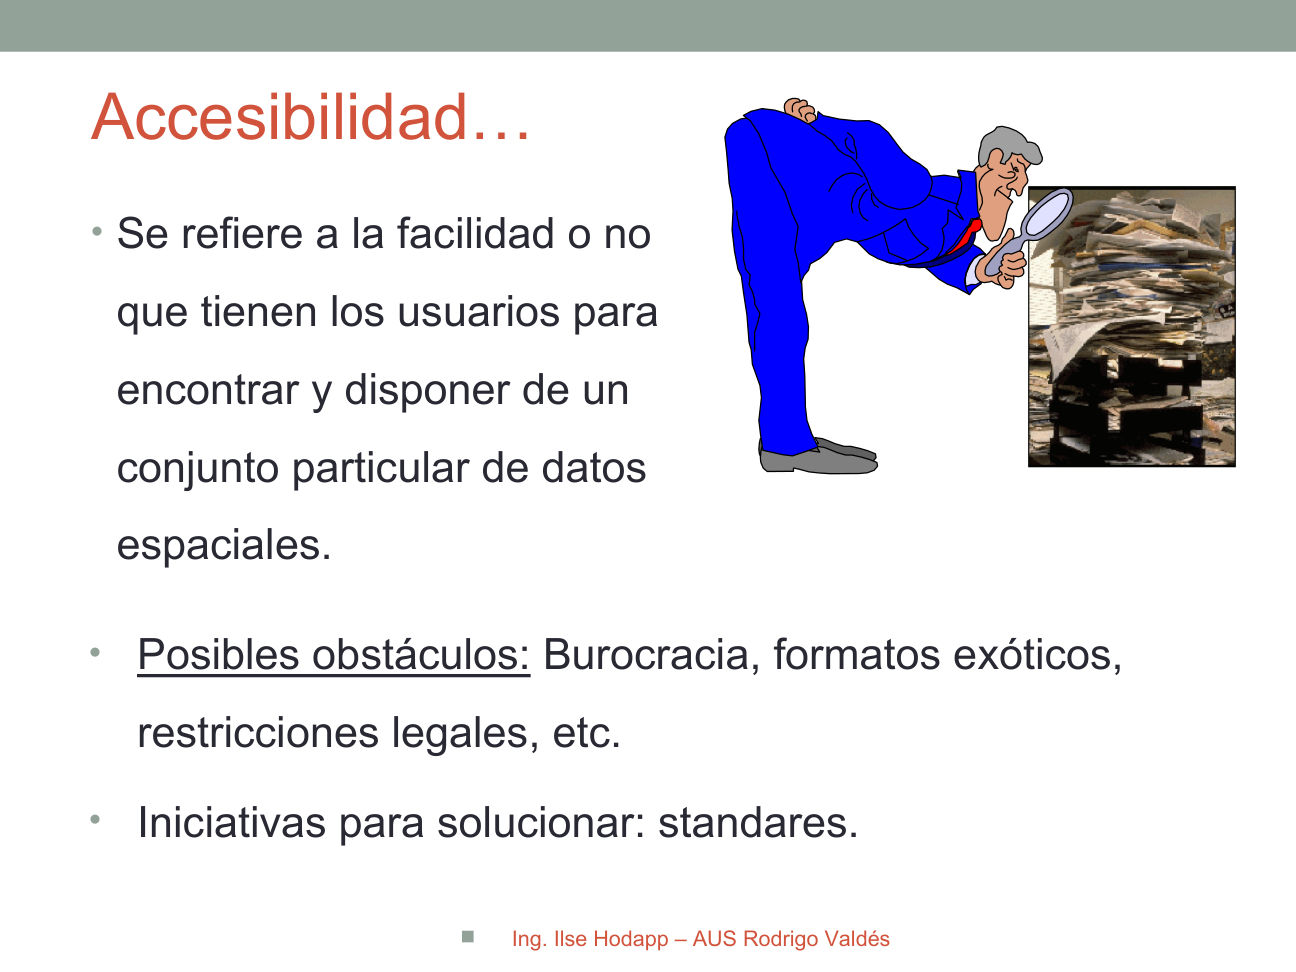 Accesibilidad…
• Se refiere a la facilidad o no
que tienen los usuarios para
encontrar y disponer de un
conjunto particular de datos
espaciales.
• Posibles obstáculos: Burocracia, formatos exóticos,
restricciones legales, etc.
• Iniciativas para solucionar: standares.
■ Ing. Ilse Hodapp – AUS Rodrigo Valdés